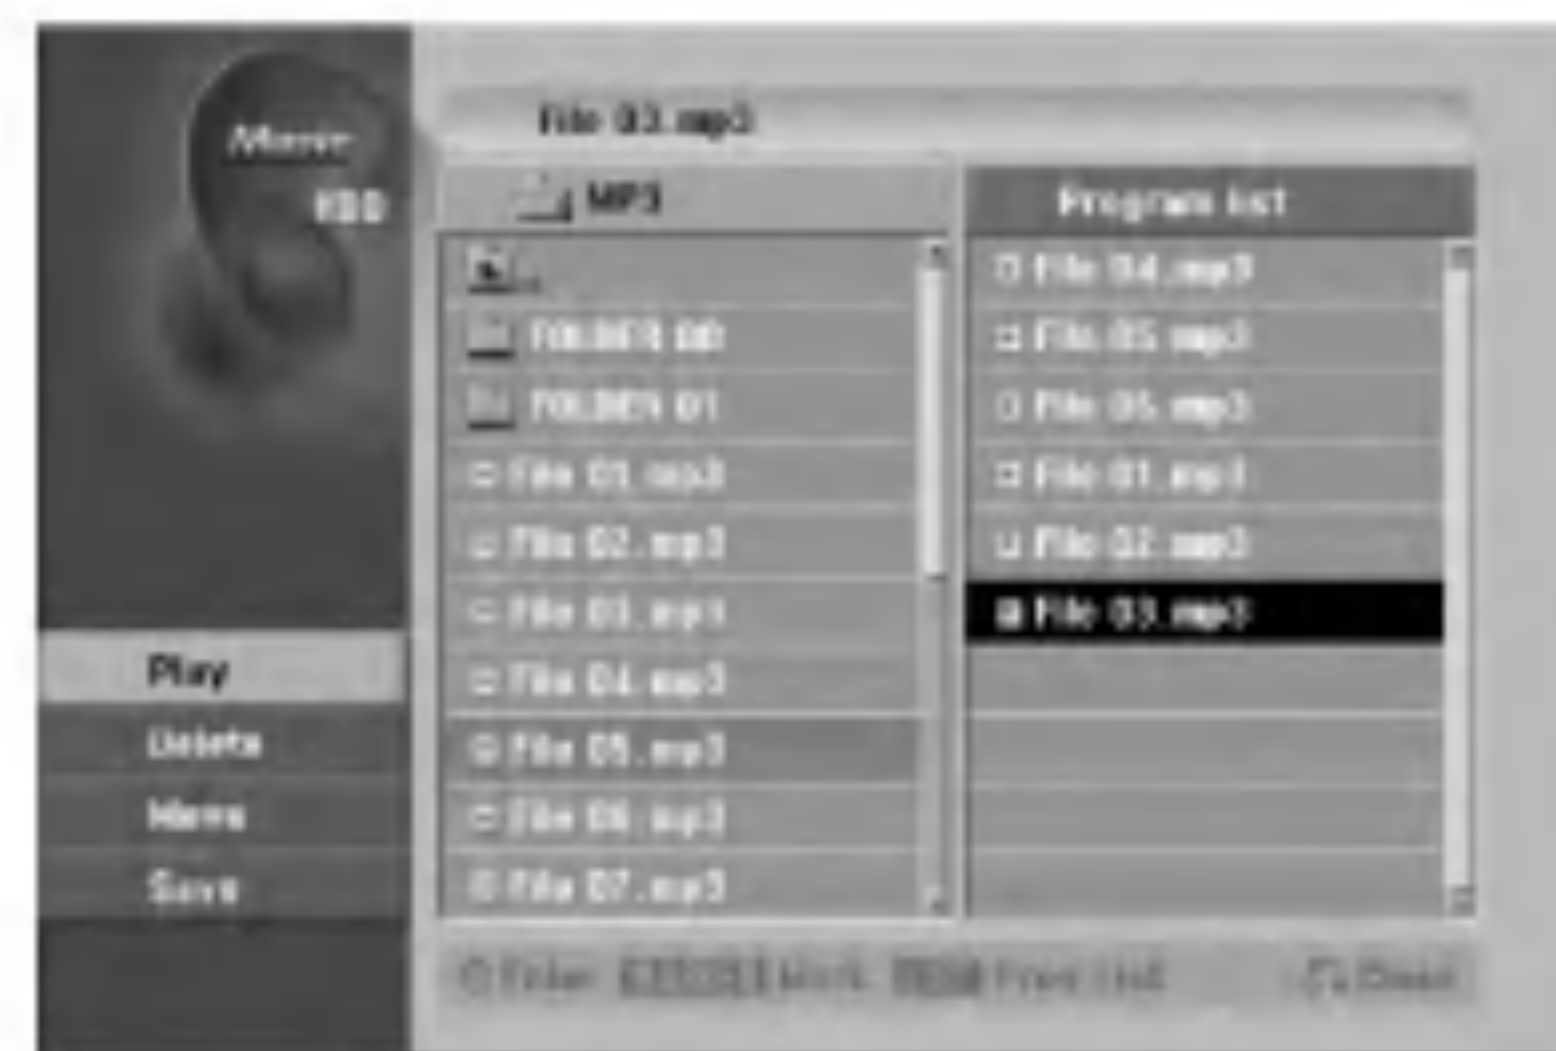 Music
HDD
File 03.mp3
MP3
..
FOLDER 00
FOLDER 01
File 01.mp3
File 02.mp3
File 03.mp3
File 04.mp3
File 05.mp3
File 06.mp3
File 07.mp3
Program list
File 04.mp3
File 05.mp3
File 06.mp3
File 01.mp3
File 02.mp3
File 03.mp3
Play
Delete
Move
Save
Mark
Close